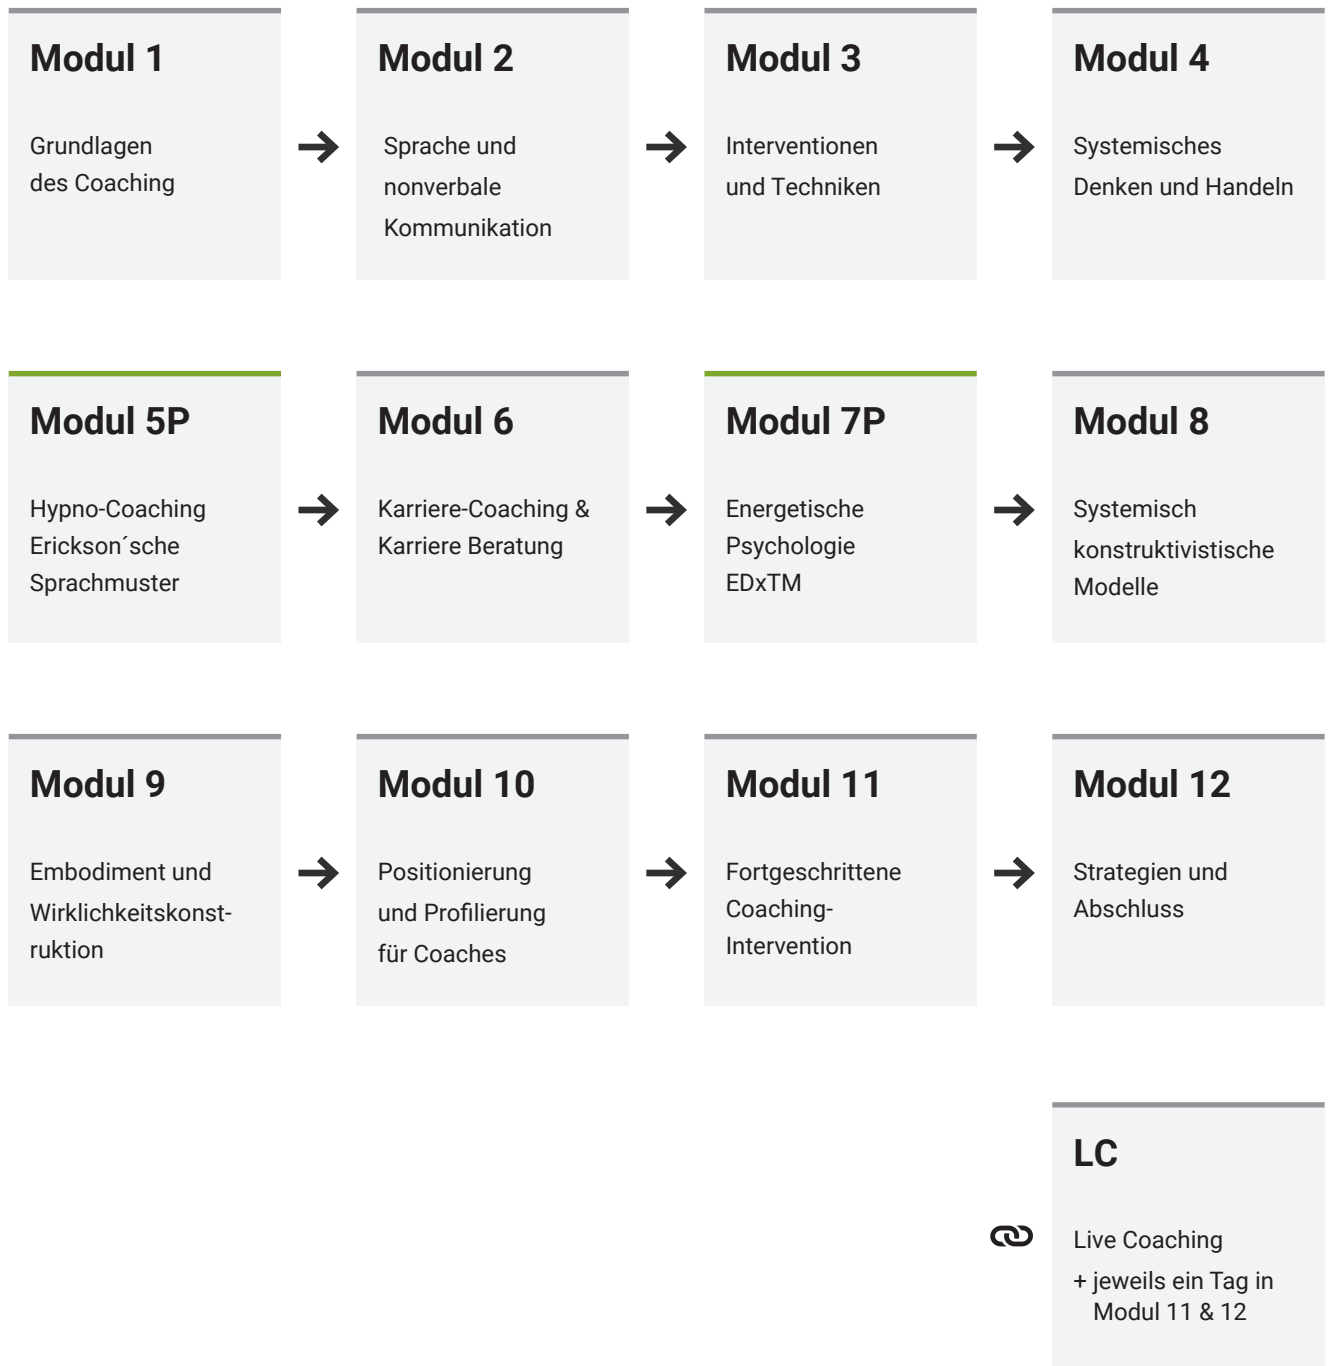 Modul 1
Grundlagen
des Coaching
Modul 2
Sprache und
nonverbale
Kommunikation
Modul 3
Interventionen
und Techniken
Modul 4
Systemisches
Denken und Handeln
Modul 5P
Hypno-Coaching
Erickson´sche
Sprachmuster
Modul 6
Karriere-Coaching &
Karriere Beratung
Modul 7P
Energetische
Psychologie
EDxTM
Modul 8
Systemisch
konstruktivistische
Modelle
Modul 9
Embodiment und
Wirklichkeitskonst-
ruktion
Modul 10
Positionierung
und Profilierung
für Coaches
Modul 11
Fortgeschrittene
Coaching-
Intervention
Modul 12
Strategien und
Abschluss
LC
Live Coaching
+ jeweils ein Tag in
Modul 11 & 12